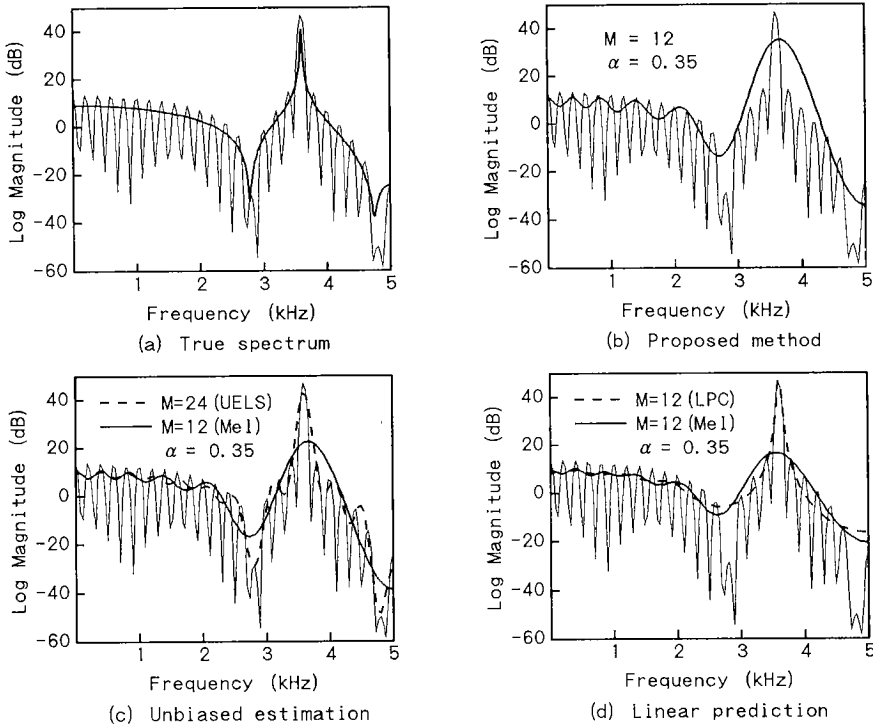 Log Magnitude (dB)
40
20
0
-20
-40
-60
1 2 3 4 5
Frequency (kHz)
(a) True spectrum
Log Magnitude (dB)
40
20
0
-20
-40
-60
M = 12
α = 0.35
1 2 3 4 5
Frequency (kHz)
(b) Proposed method
Log Magnitude (dB)
40
20
0
-20
-40
-60
M=24 (UELS)
M=12 (Mel)
α = 0.35
1 2 3 4 5
Frequency (kHz)
(c) Unbiased estimation
Log Magnitude (dB)
40
20
0
-20
-40
-60
M=12 (LPC)
M=12 (Mel)
α = 0.35
1 2 3 4 5
Frequency (kHz)
(d) Linear prediction